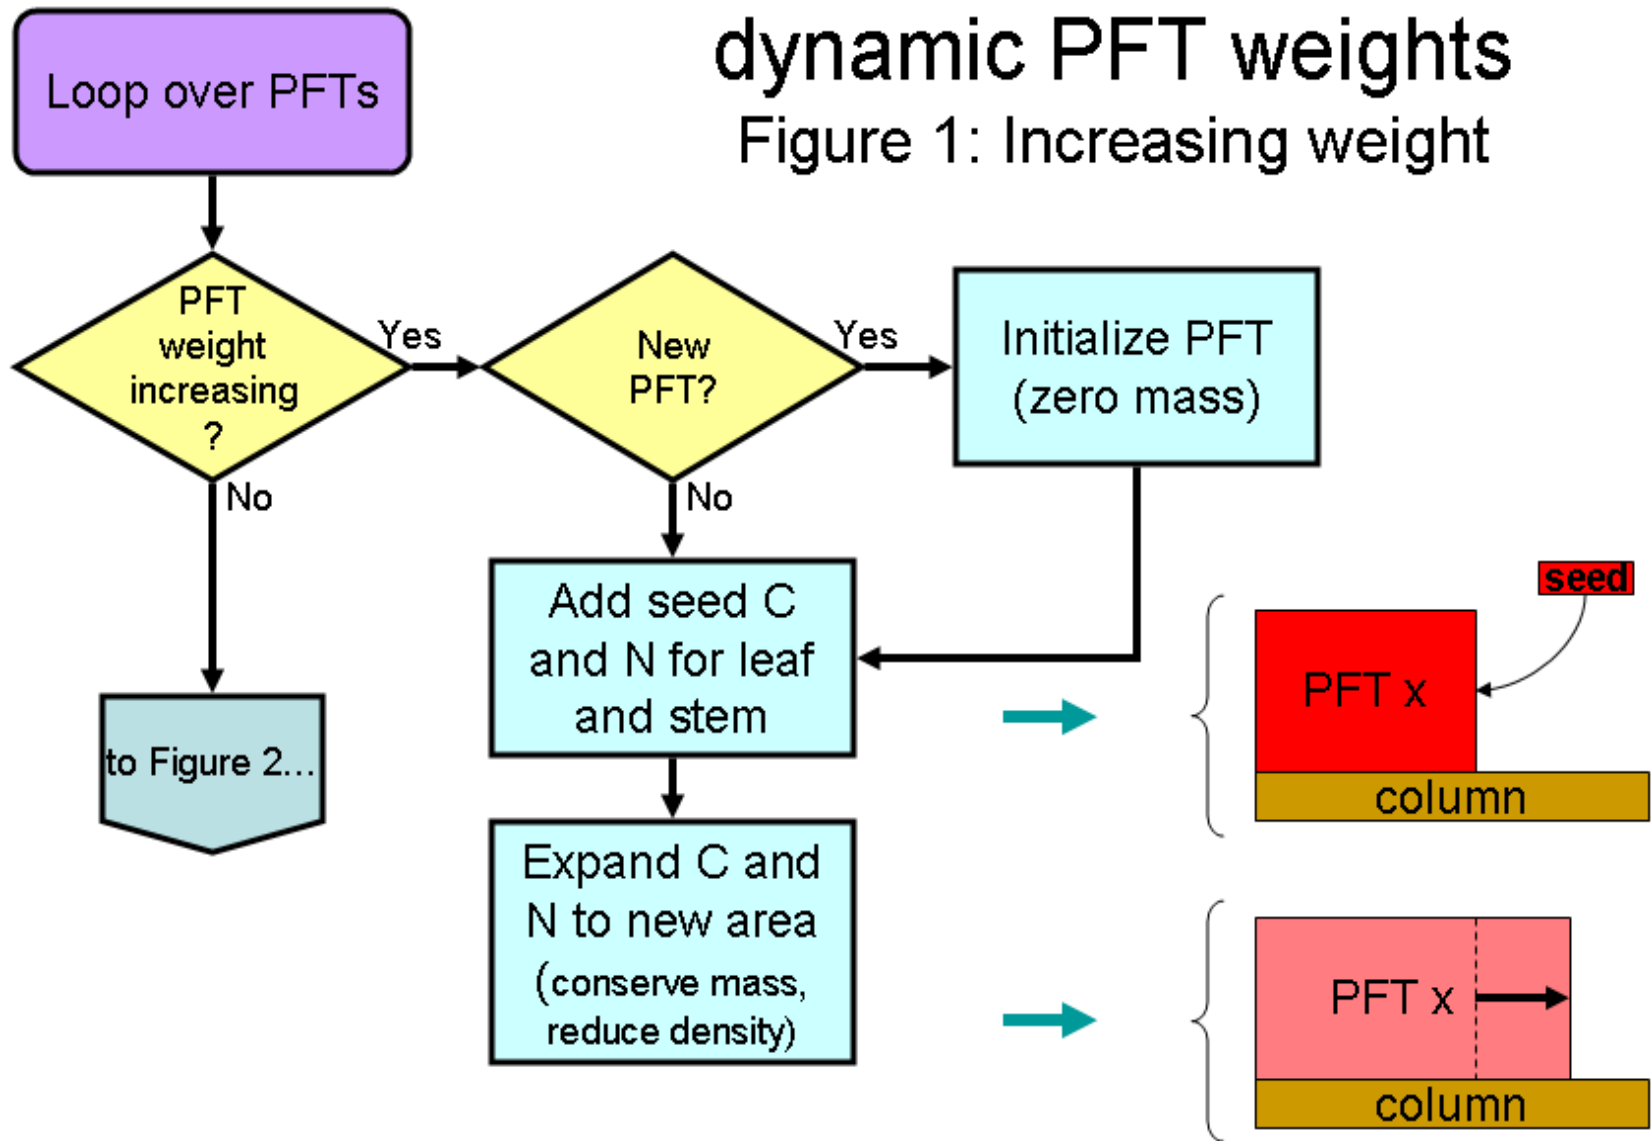 dynamic PFT weights
Figure 1: Increasing weight
Loop over PFTs
PFT
weight
increasing
?
Yes
No
New
PFT?
Yes
No
Initialize PFT
(zero mass)
to Figure 2...
Add seed C
and N for leaf
and stem
seed
PFT x
column
Expand C and
N to new area
(conserve mass,
reduce density)
PFT x
column